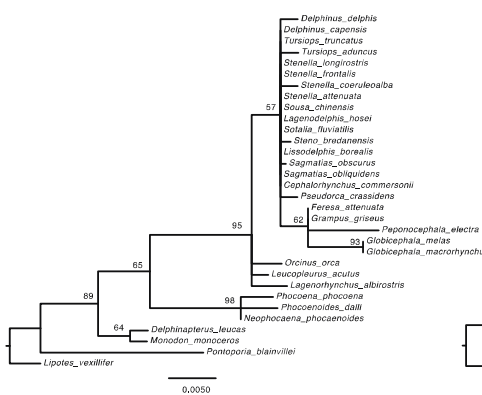 Delphinus_delphis
Delphinus_capensis
Tursiops_truncatus
Tursiops_aduncus
Stenella_longirostris
Stenella_frontalis
Stenella_coeruleoalba
Stenella_attenuata
57
Sousa_chinensis
Lagenodelphis_hosei
Sotalia_fluviatilis
Steno_bredanensis
Lissodelphis_borealis
Sagmatias_obscurus
Sagmatias_obliquidens
Cephalorhynchus_commersonii
Pseudorca_crassidens
Feresa_attenuata
62
Grampus_griseus
95
Peponocephala_electra
93
Globicephala_melas
Globicephala_macrorhynchu
65
Orcinus_orca
Leucopleurus_acutus
Lagenorhynchus_albirostris
89
98
Phocoena_phocoena
Phocoenoides_dalli
Neophocaena_phocaenoides
64
Delphinapterus_leucas
Monodon_monoceros
Pontoporia_blainvillei
Lipotes_vexillifer
0.0050